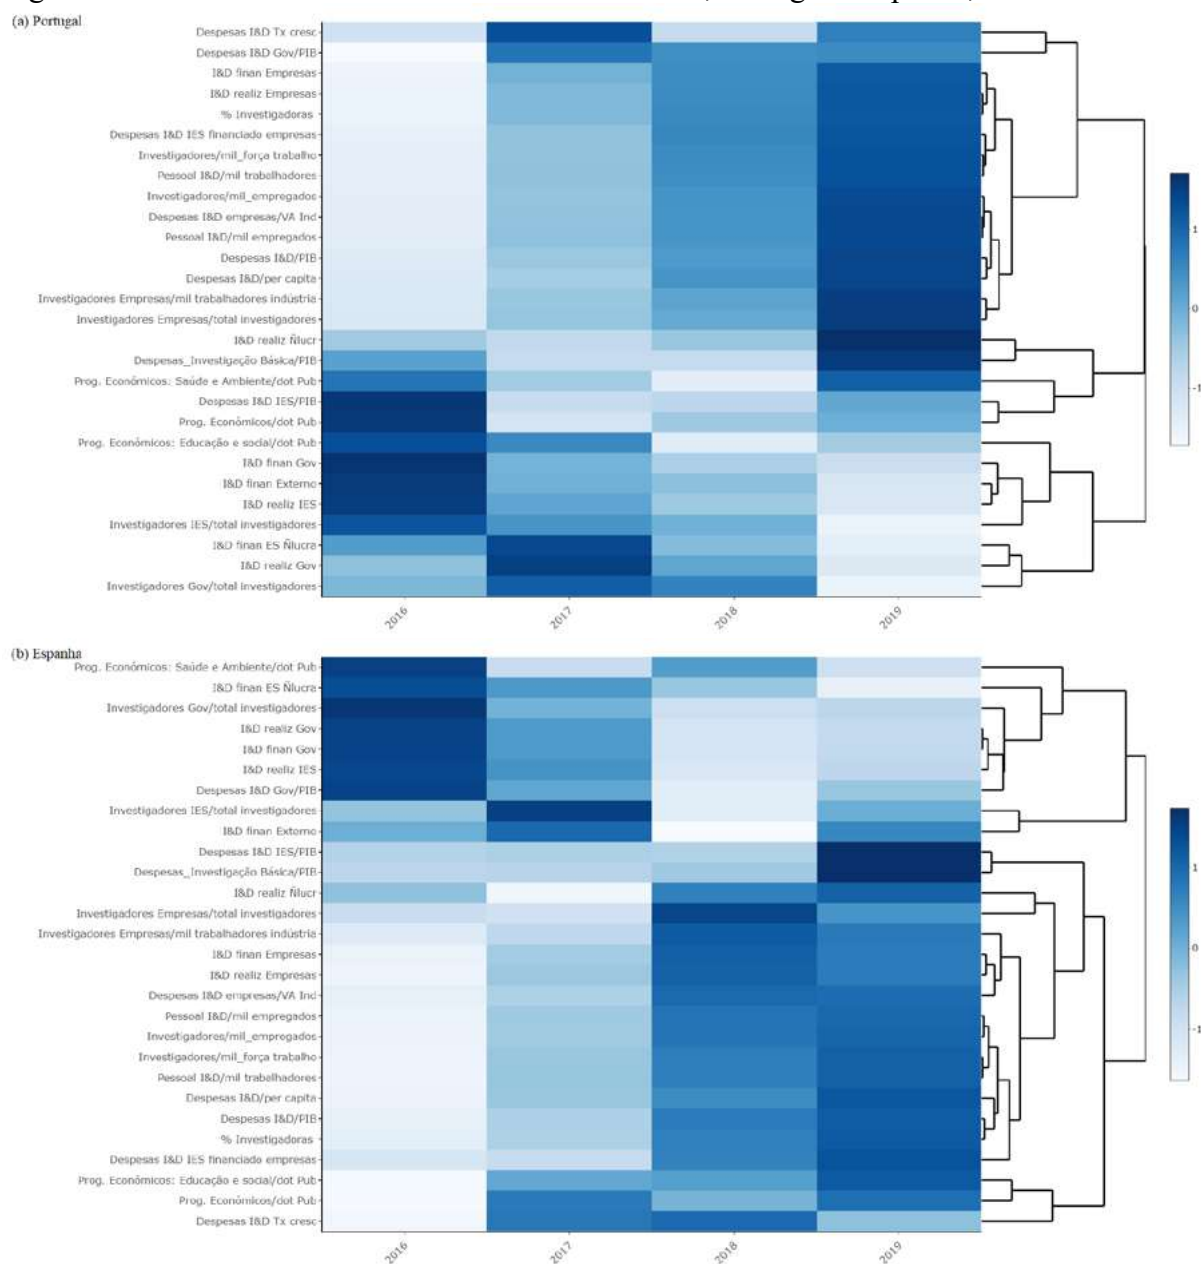 (a) Portugal
Despesas I&D Tx cresc
Despesas I&D Gov/PIB
I&D finan Empresas
I&D realiz Empresas
% Investigadoras
Despesas I&D IES financiado empresas
Investigadores/mil_força trabalho
Pessoal I&D/mil trabalhadores
Investigadores/mil_empregados
Despesas I&D empresas/VA Ind
Pessoal I&D/mil empregados
Despesas I&D/PIB
Despesas I&D/per capita
Investigadores Empresas/mil trabalhadores indústria
Investigadores Empresas/total investigadores
I&D realiz Ñlucr
Despesas_Investigação Básica/PIB
Prog. Económicos: Saúde e Ambiente/dot Pub
Despesas I&D IES/PIB
Prog. Económicos/dot Pub
Prog. Económicos: Educação e social/dot Pub
I&D finan Gov
I&D finan Externo
I&D realiz IES
Investigadores IES/total investigadores
I&D finan ES Ñlucra
I&D realiz Gov
Investigadores Gov/total investigadores
2016 2017 2018 2019
1
0
-1
(b) Espanha
Prog. Económicos: Saúde e Ambiente/dot Pub
I&D finan ES Ñlucra
Investigadores Gov/total investigadores
I&D realiz Gov
I&D finan Gov
I&D realiz IES
Despesas I&D Gov/PIB
Investigadores IES/total investigadores
I&D finan Externo
Despesas I&D IES/PIB
Despesas_Investigação Básica/PIB
I&D realiz Ñlucr
Investigadores Empresas/total investigadores
Investigadores Empresas/mil trabalhadores indústria
I&D finan Empresas
I&D realiz Empresas
Despesas I&D empresas/VA Ind
Pessoal I&D/mil empregados
Investigadores/mil_empregados
Investigadores/mil_força trabalho
Pessoal I&D/mil trabalhadores
Despesas I&D/per capita
Despesas I&D/PIB
% Investigadoras
Despesas I&D IES financiado empresas
Prog. Económicos: Educação e social/dot Pub
Prog. Económicos/dot Pub
Despesas I&D Tx cresc
2016 2017 2018 2019
1
0
-1